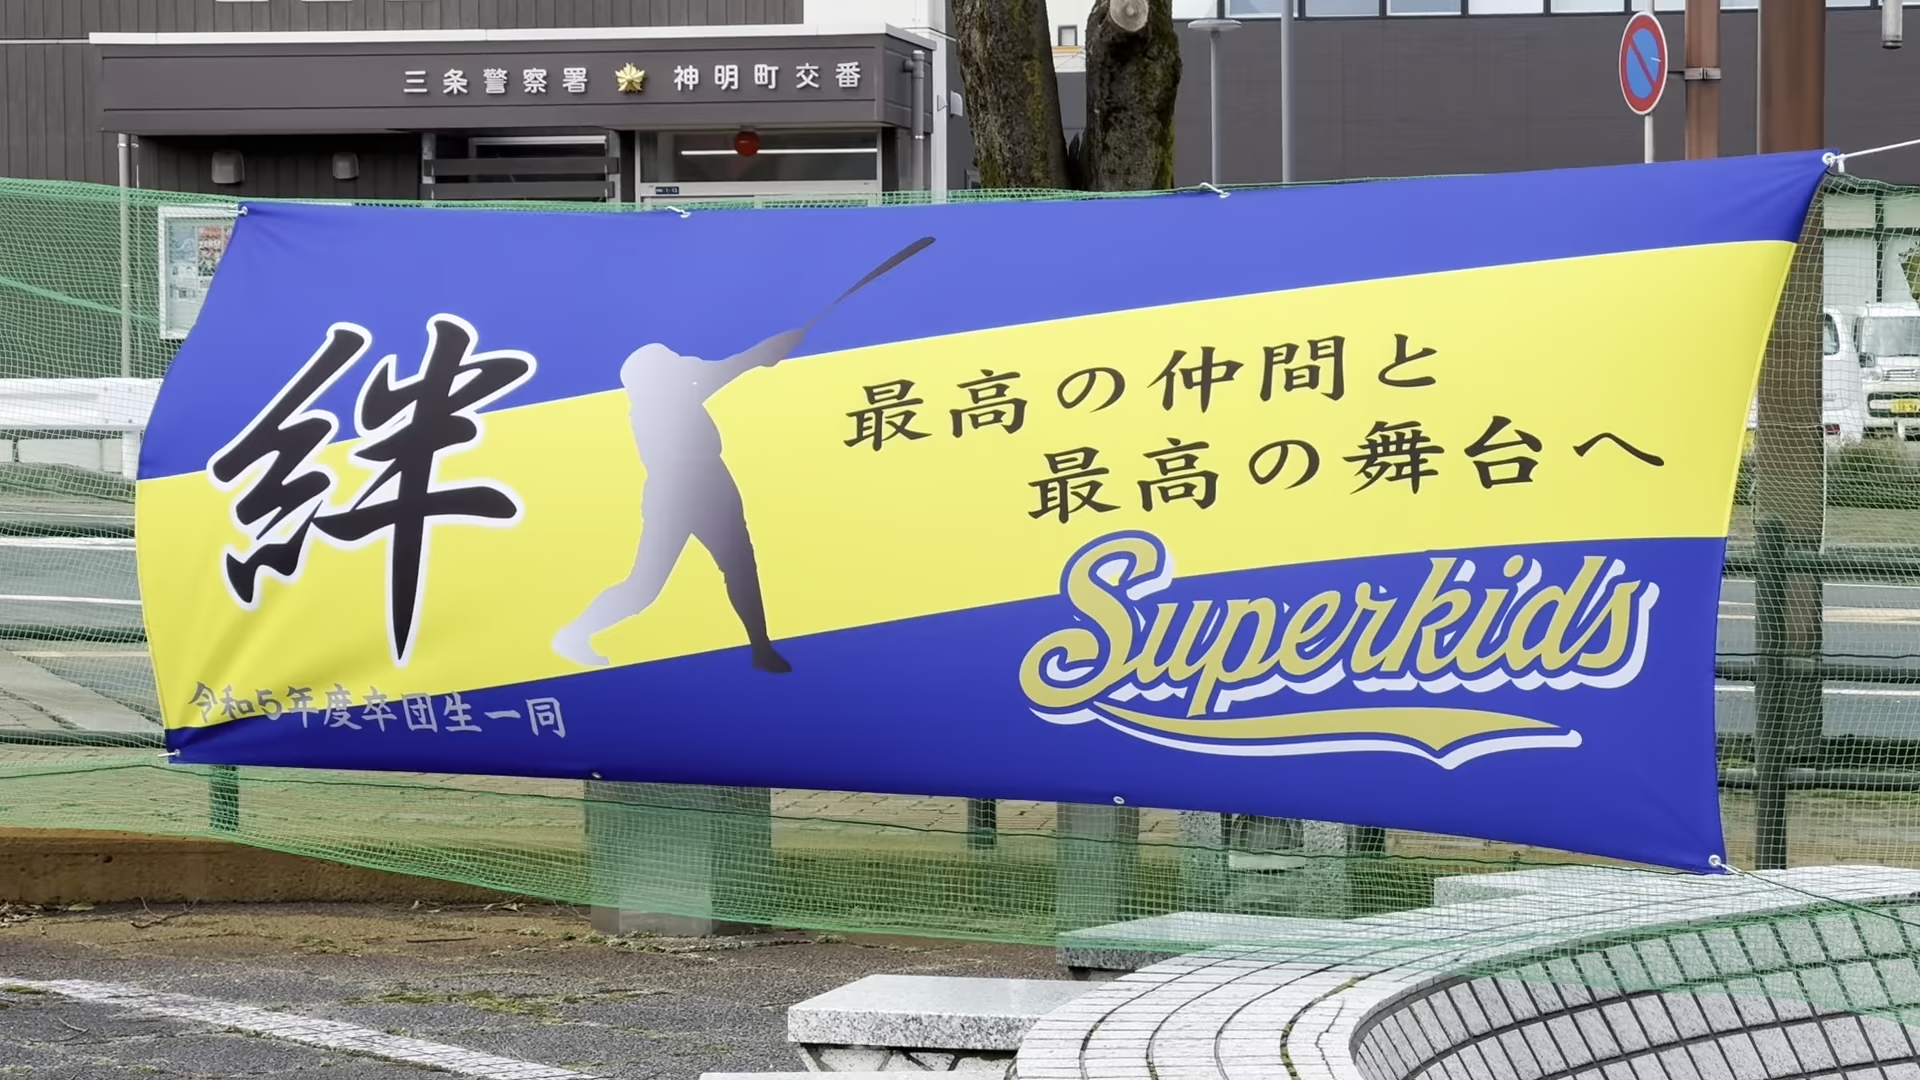 三条警察署 神明町交番
絆
最高の仲間と
最高の舞台へ
Superkids
令和5年度卒団生一同